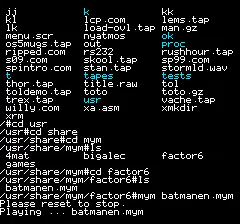 jj k kk
kl lcp.com lems.tap
lk load-ovl.tap man.gz
menu.scr nyatmos ok
os5mugs.tap out proc
ripped.com rs232 rushhour.tap
s09.com skool.tap sp99.com
spintro.com stan.tap stormld.wav
t tapes tests
thor.tap title.raw tol
toldemo.tap toto toto.gz
trex.tap usr vache.tap
willy.com xa.asm xmkdir
xrm
/#cd usr
/usr#cd share
/usr/share#cd mym
/usr/share/mym#ls
4mat bigalec factor6
games
/usr/share/mym#cd factor6
/usr/share/mym/factor6#ls
batmanen.mym
/usr/share/mym/factor6#mym batmanen.mym
Please reset to stop.
Playing ... batmanen.mym